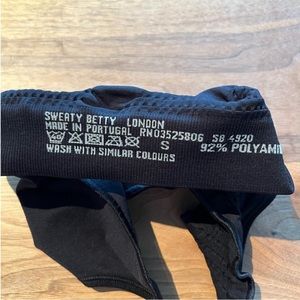 SWEATY BETTY LONDON
MADE IN PORTUGAL RN03525806 SB 4920
S 92% POLYAMI
WASH WITH SIMILAR COLOURS